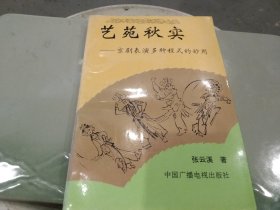 艺苑秋实
——京剧表演多种程式的妙用
张云溪 著
中国广播电视出版社